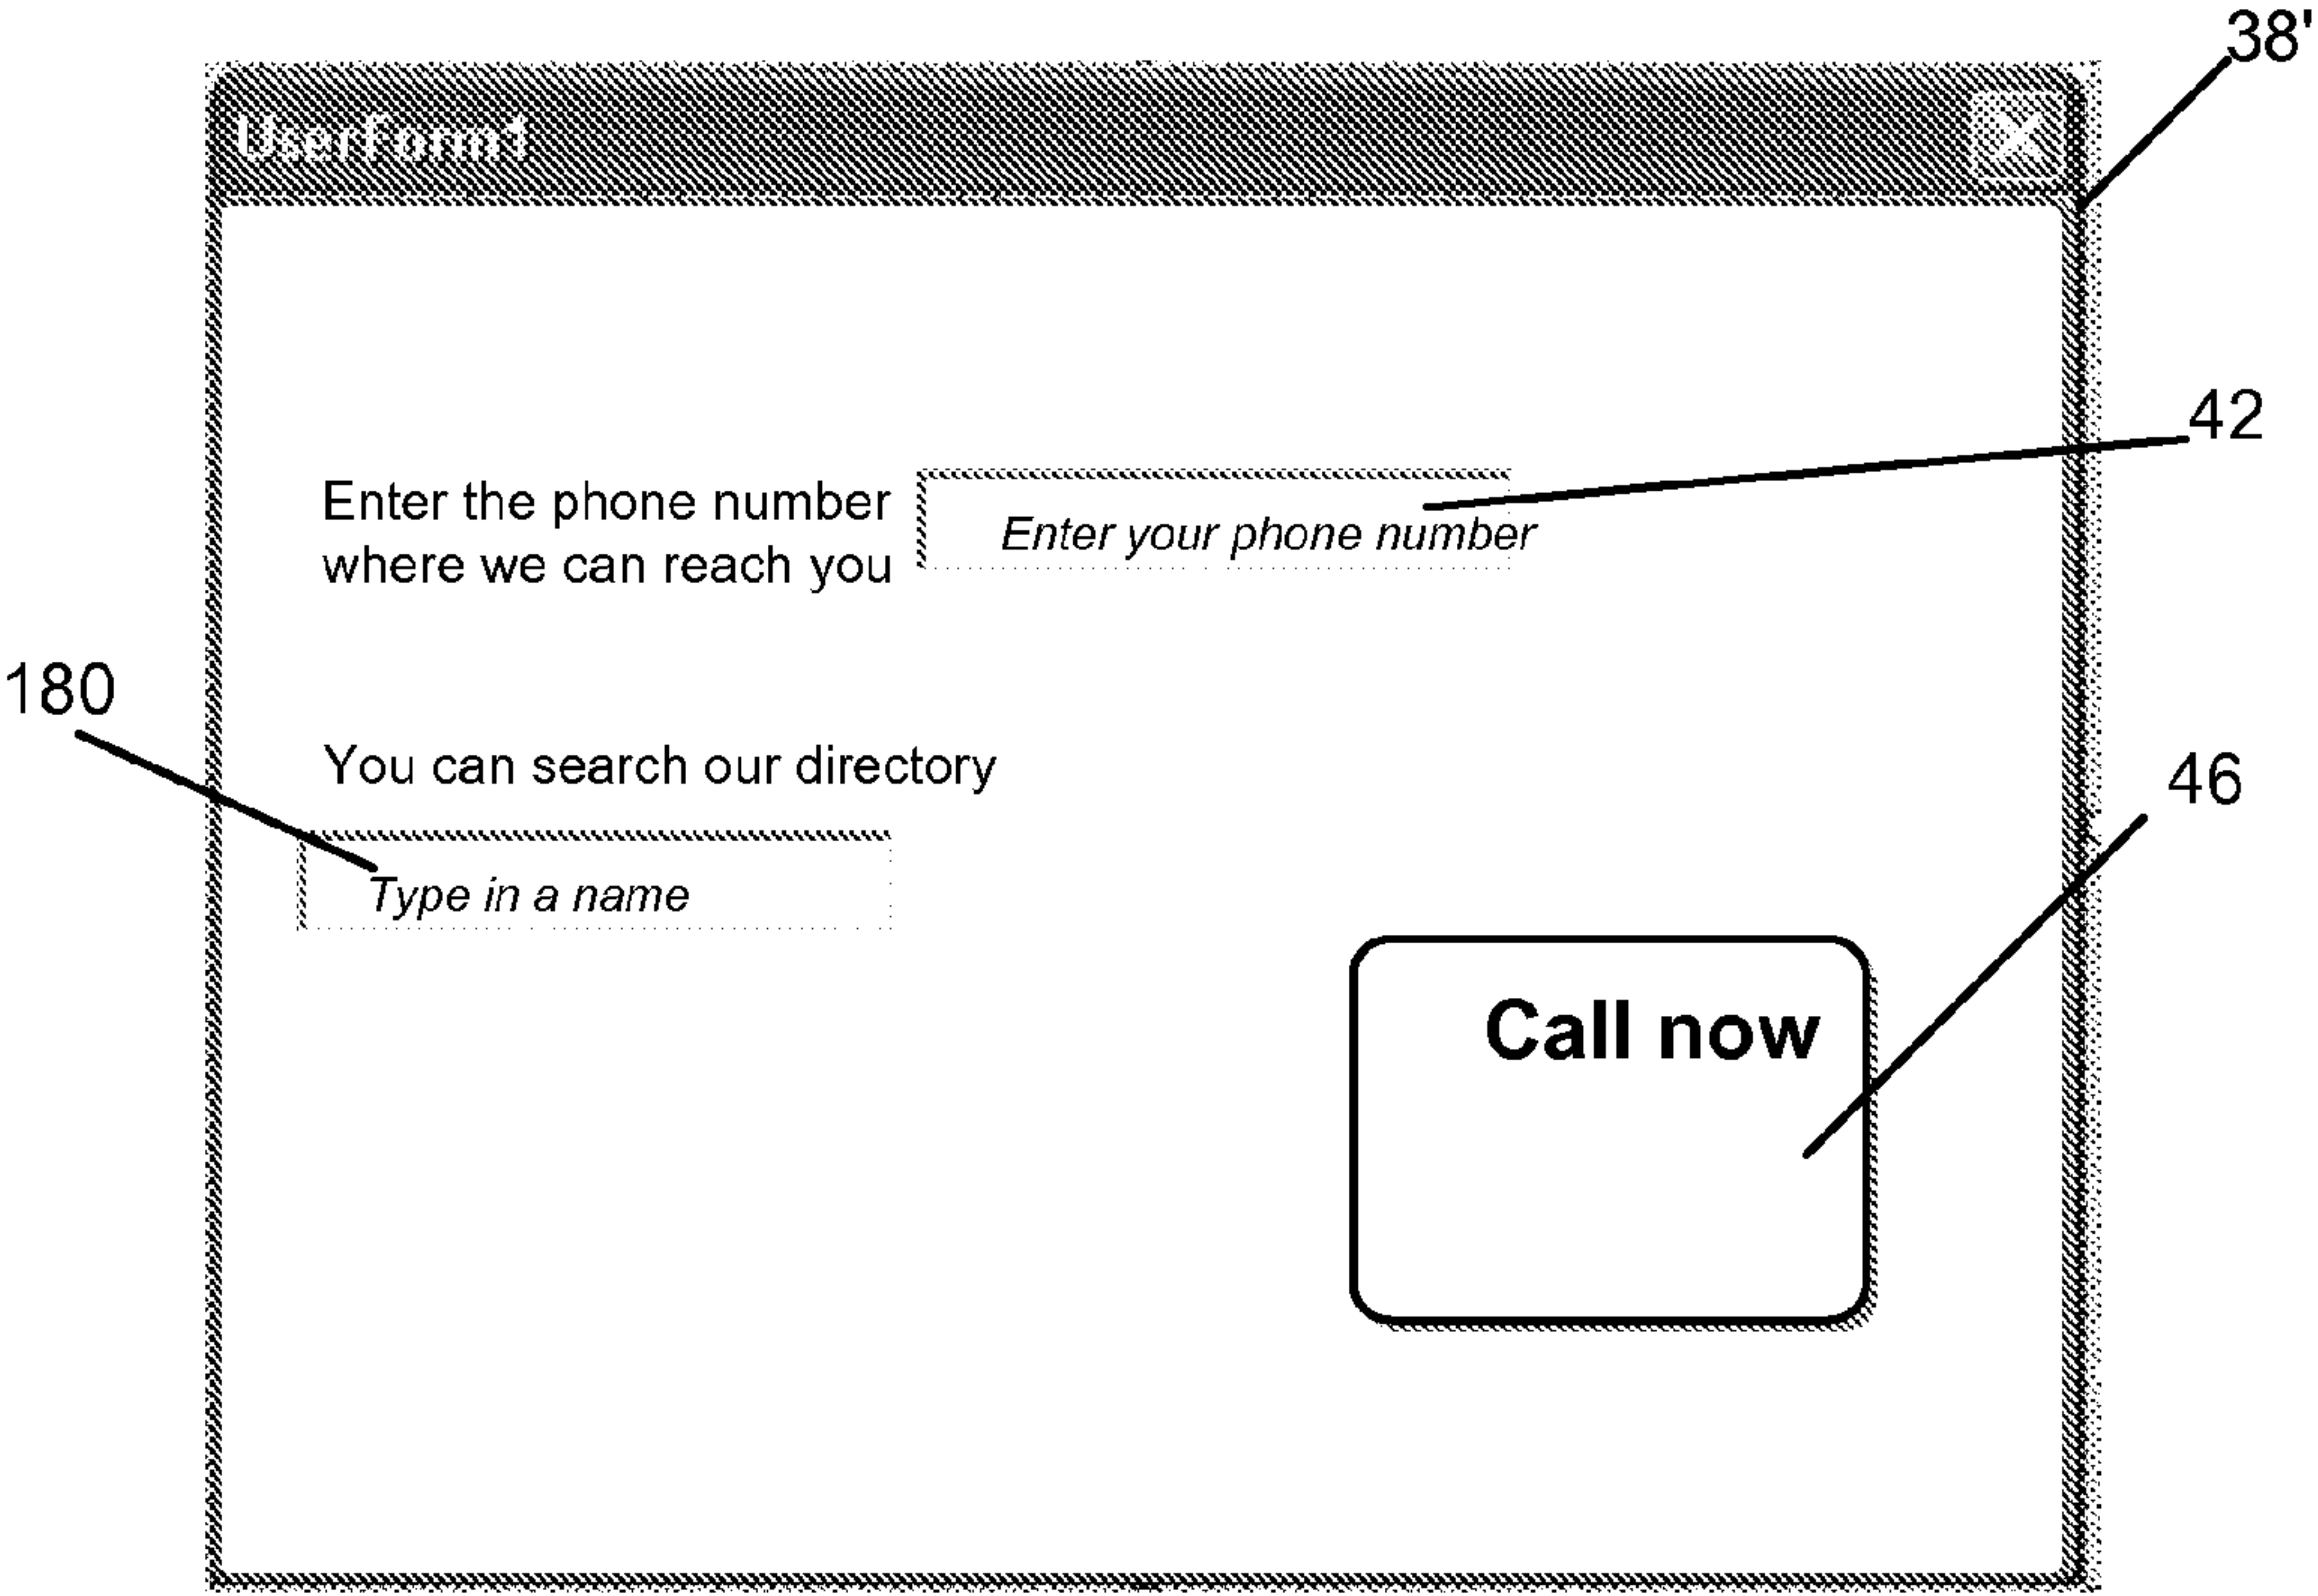 38'
UserForm1
42
Enter the phone number
where we can reach you
Enter your phone number
180
You can search our directory
46
Type in a name
Call now